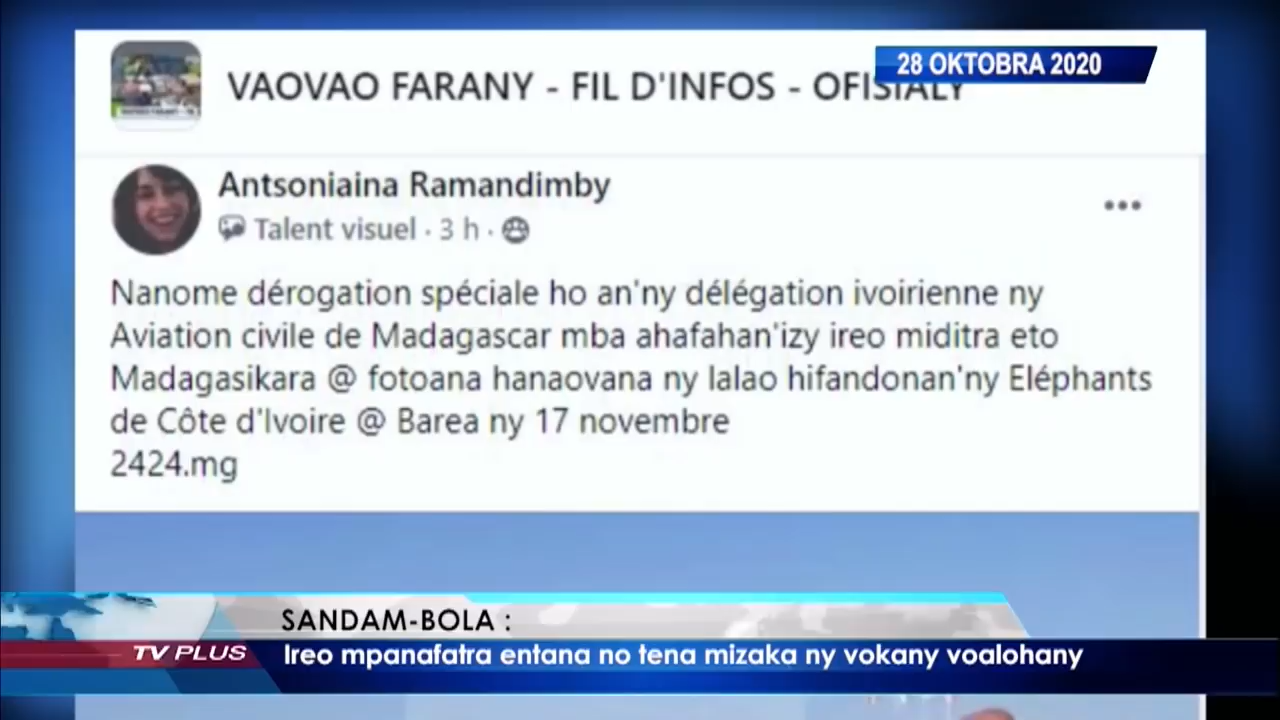 28 OKTOBRA 2020
VAOVAO FARANY - FIL D'INFOS - OFISIALY
Antsoniaina Ramandimby
Talent visuel · 3 h ·
Nanome dérogation spéciale ho an'ny délégation ivoirienne ny
Aviation civile de Madagascar mba ahafahan'izy ireo miditra eto
Madagasikara @ fotoana hanaovana ny lalao hifandonan'ny Eléphants
de Côte d'Ivoire @ Barea ny 17 novembre
2424.mg
SANDAM-BOLA :
TV PLUS
Ireo mpanafatra entana no tena mizaka ny vokany voalohany